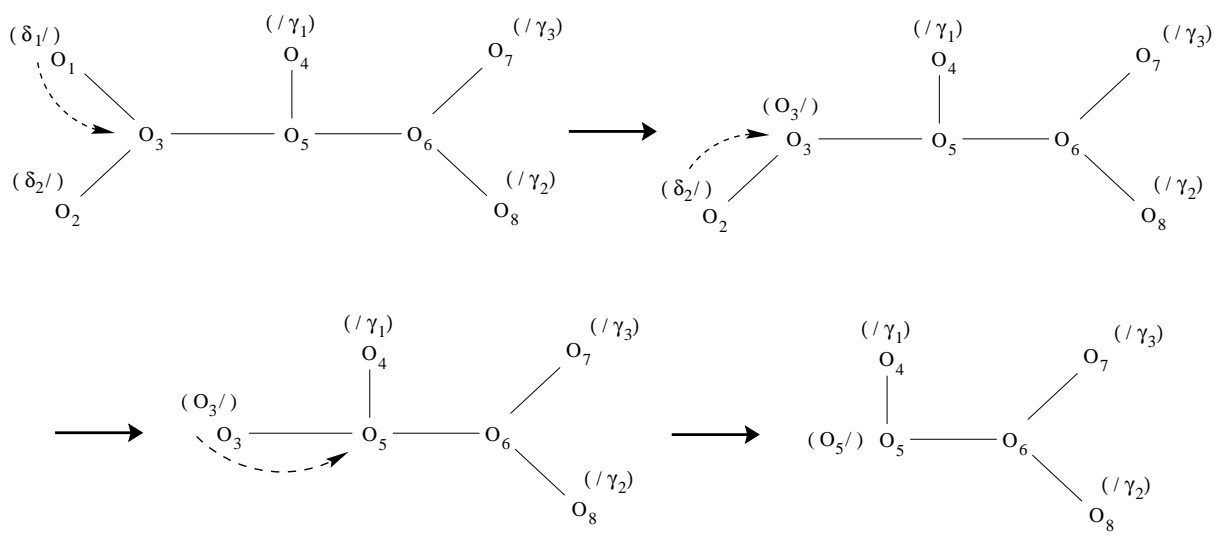 (/γ₁) (/γ₃)
(δ₁/)
O₁ O₄ O₇
O₃ O₅ O₆
(δ₂/) (/γ₂)
O₂ O₈
(/γ₁) (/γ₃)
O₄ O₇
(O₃/)
O₃ O₅ O₆
(δ₂/) (/γ₂)
O₂ O₈
(/γ₁) (/γ₃)
O₄ O₇
(O₃/)
O₃ O₅ O₆
(/γ₂)
O₈
(/γ₁) (/γ₃)
O₄ O₇
(O₅/) O₅ O₆
(/γ₂)
O₈